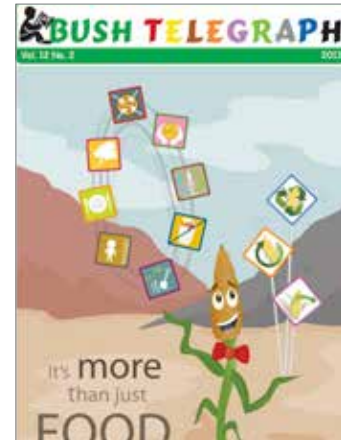 BUSH TELEGRAPH
Vol. 12 No. 2
It's more
than just
FOOD